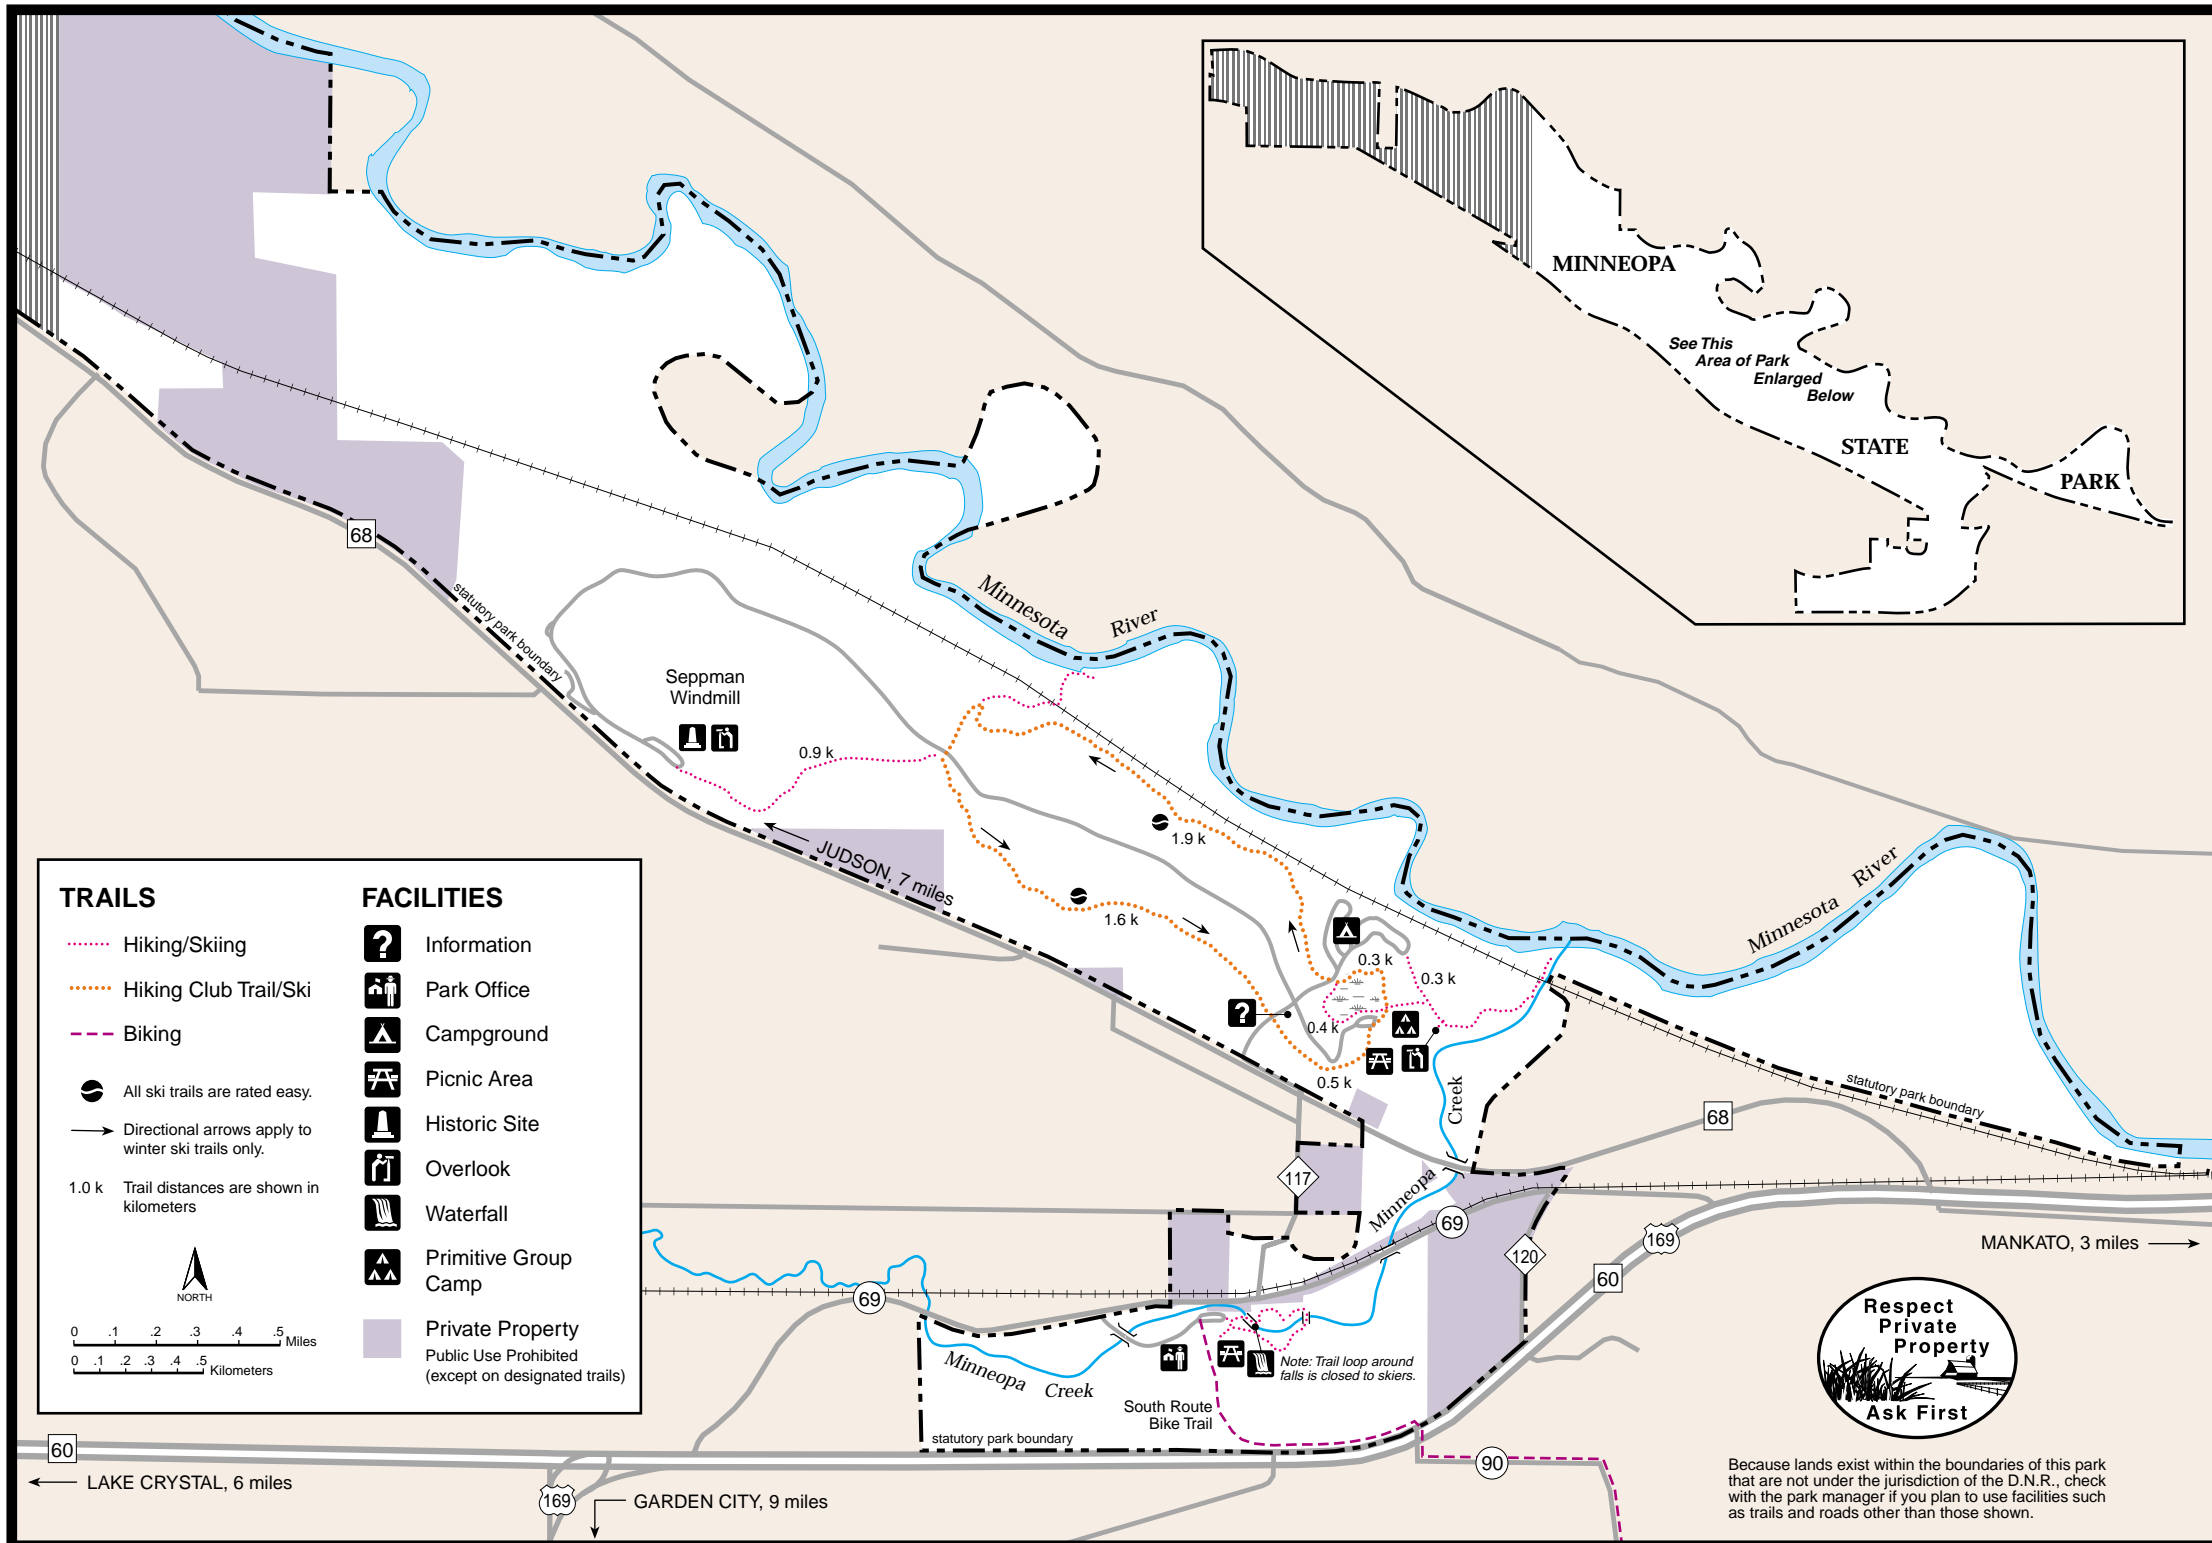 MINNEOPA
See This
Area of Park
Enlarged
Below
STATE
PARK
68
statutory park boundary
Minnesota
River
Seppman
Windmill
0.9 k
JUDSON, 7 miles
1.9 k
1.6 k
0.3 k
0.3 k
0.4 k
0.5 k
Minnesota
River
Creek
Minneopa
statutory park boundary
68
117
69
120
169
60
MANKATO, 3 miles
69
Minneopa
Creek
Note: Trail loop around
falls is closed to skiers.
South Route
Bike Trail
statutory park boundary
90
60
LAKE CRYSTAL, 6 miles
169
GARDEN CITY, 9 miles
TRAILS
Hiking/Skiing
Hiking Club Trail/Ski
Biking
All ski trails are rated easy.
Directional arrows apply to
winter ski trails only.
1.0 k
Trail distances are shown in
kilometers
NORTH
0 .1 .2 .3 .4 .5 Miles
0 .1 .2 .3 .4 .5 Kilometers
FACILITIES
? Information
Park Office
Campground
Picnic Area
Historic Site
Overlook
Waterfall
Primitive Group
Camp
Private Property
Public Use Prohibited
(except on designated trails)
?
Respect
Private
Property
Ask First
Because lands exist within the boundaries of this park
that are not under the jurisdiction of the D.N.R., check
with the park manager if you plan to use facilities such
as trails and roads other than those shown.